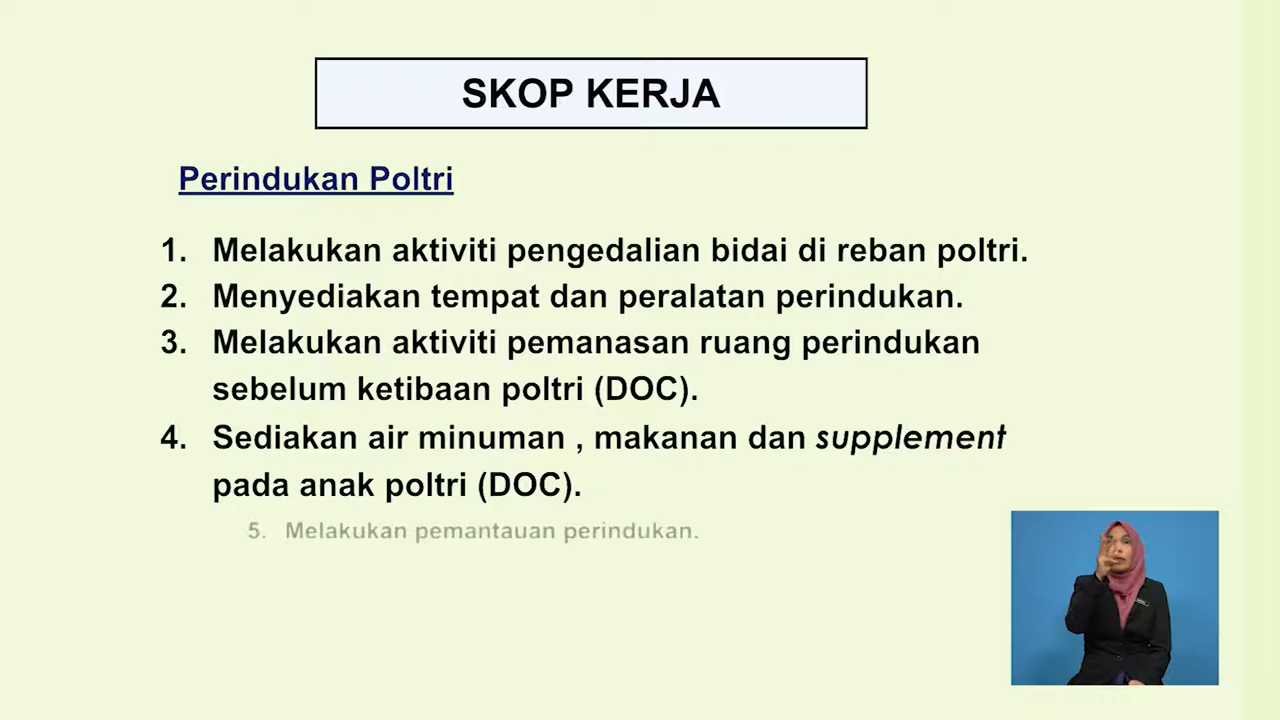 SKOP KERJA
Perindukan Poltri
1. Melakukan aktiviti pengedalian bidai di reban poltri.
2. Menyediakan tempat dan peralatan perindukan.
3. Melakukan aktiviti pemanasan ruang perindukan
sebelum ketibaan poltri (DOC).
4. Sediakan air minuman , makanan dan supplement
pada anak poltri (DOC).
5. Melakukan pemantauan perindukan.